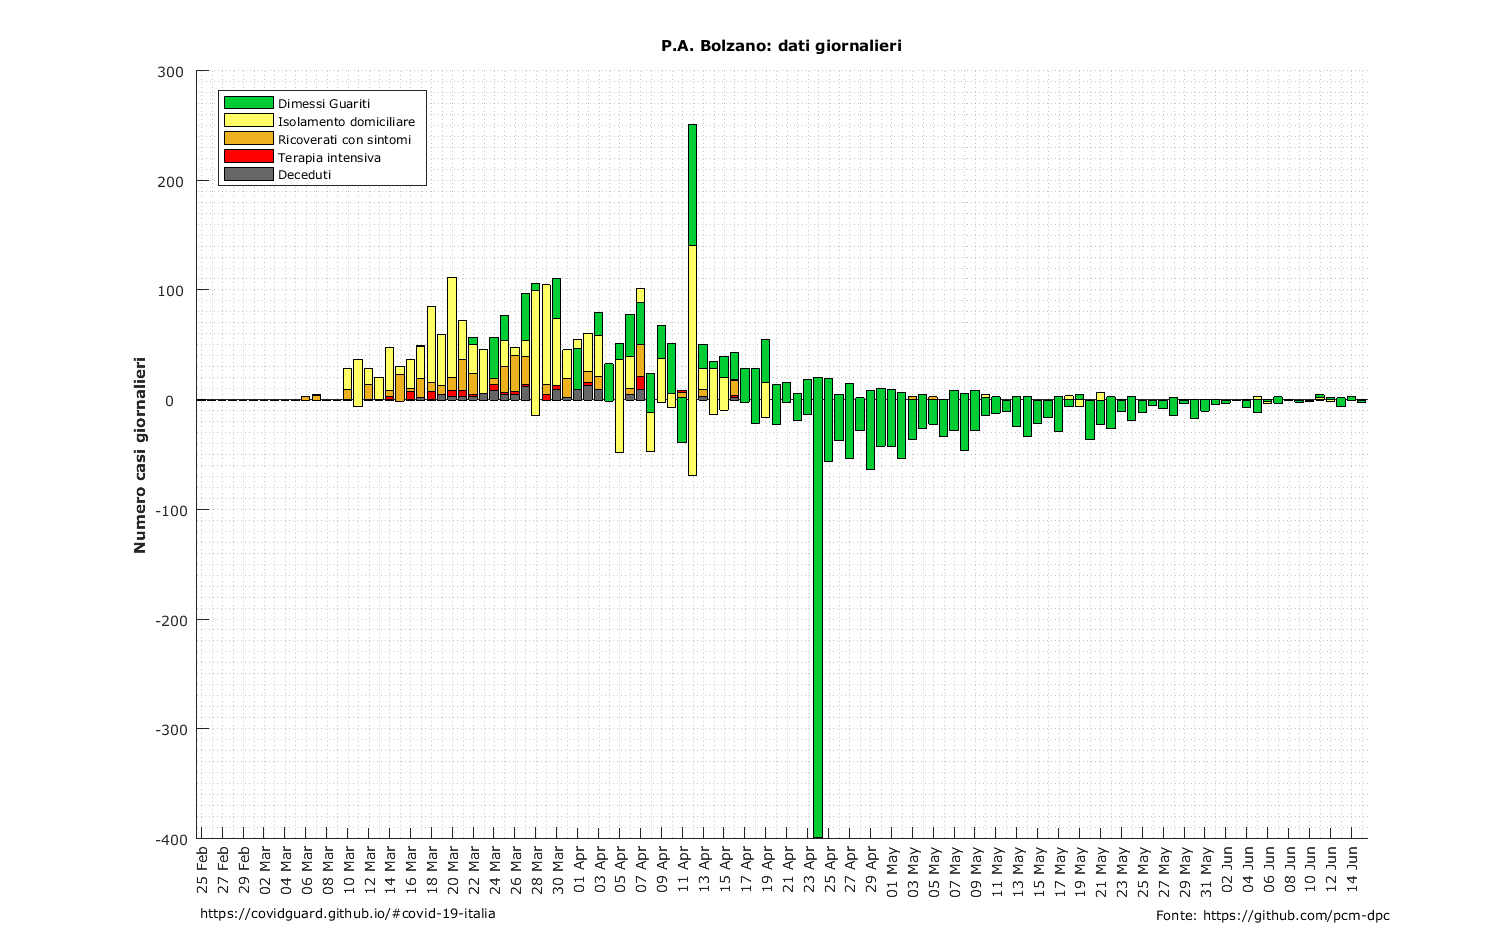 P.A. Bolzano: dati giornalieri
300
200
100
0
-100
-200
-300
-400
Numero casi giornalieri
Dimessi Guariti
Isolamento domiciliare
Ricoverati con sintomi
Terapia intensiva
Deceduti
25 Feb
27 Feb
29 Feb
02 Mar
04 Mar
06 Mar
08 Mar
10 Mar
12 Mar
14 Mar
16 Mar
18 Mar
20 Mar
22 Mar
24 Mar
26 Mar
28 Mar
30 Mar
01 Apr
03 Apr
05 Apr
07 Apr
09 Apr
11 Apr
13 Apr
15 Apr
17 Apr
19 Apr
21 Apr
23 Apr
25 Apr
27 Apr
29 Apr
01 May
03 May
05 May
07 May
09 May
11 May
13 May
15 May
17 May
19 May
21 May
23 May
25 May
27 May
29 May
31 May
02 Jun
04 Jun
06 Jun
08 Jun
10 Jun
12 Jun
14 Jun
https://covidguard.github.io/#covid-19-italia
Fonte: https://github.com/pcm-dpc